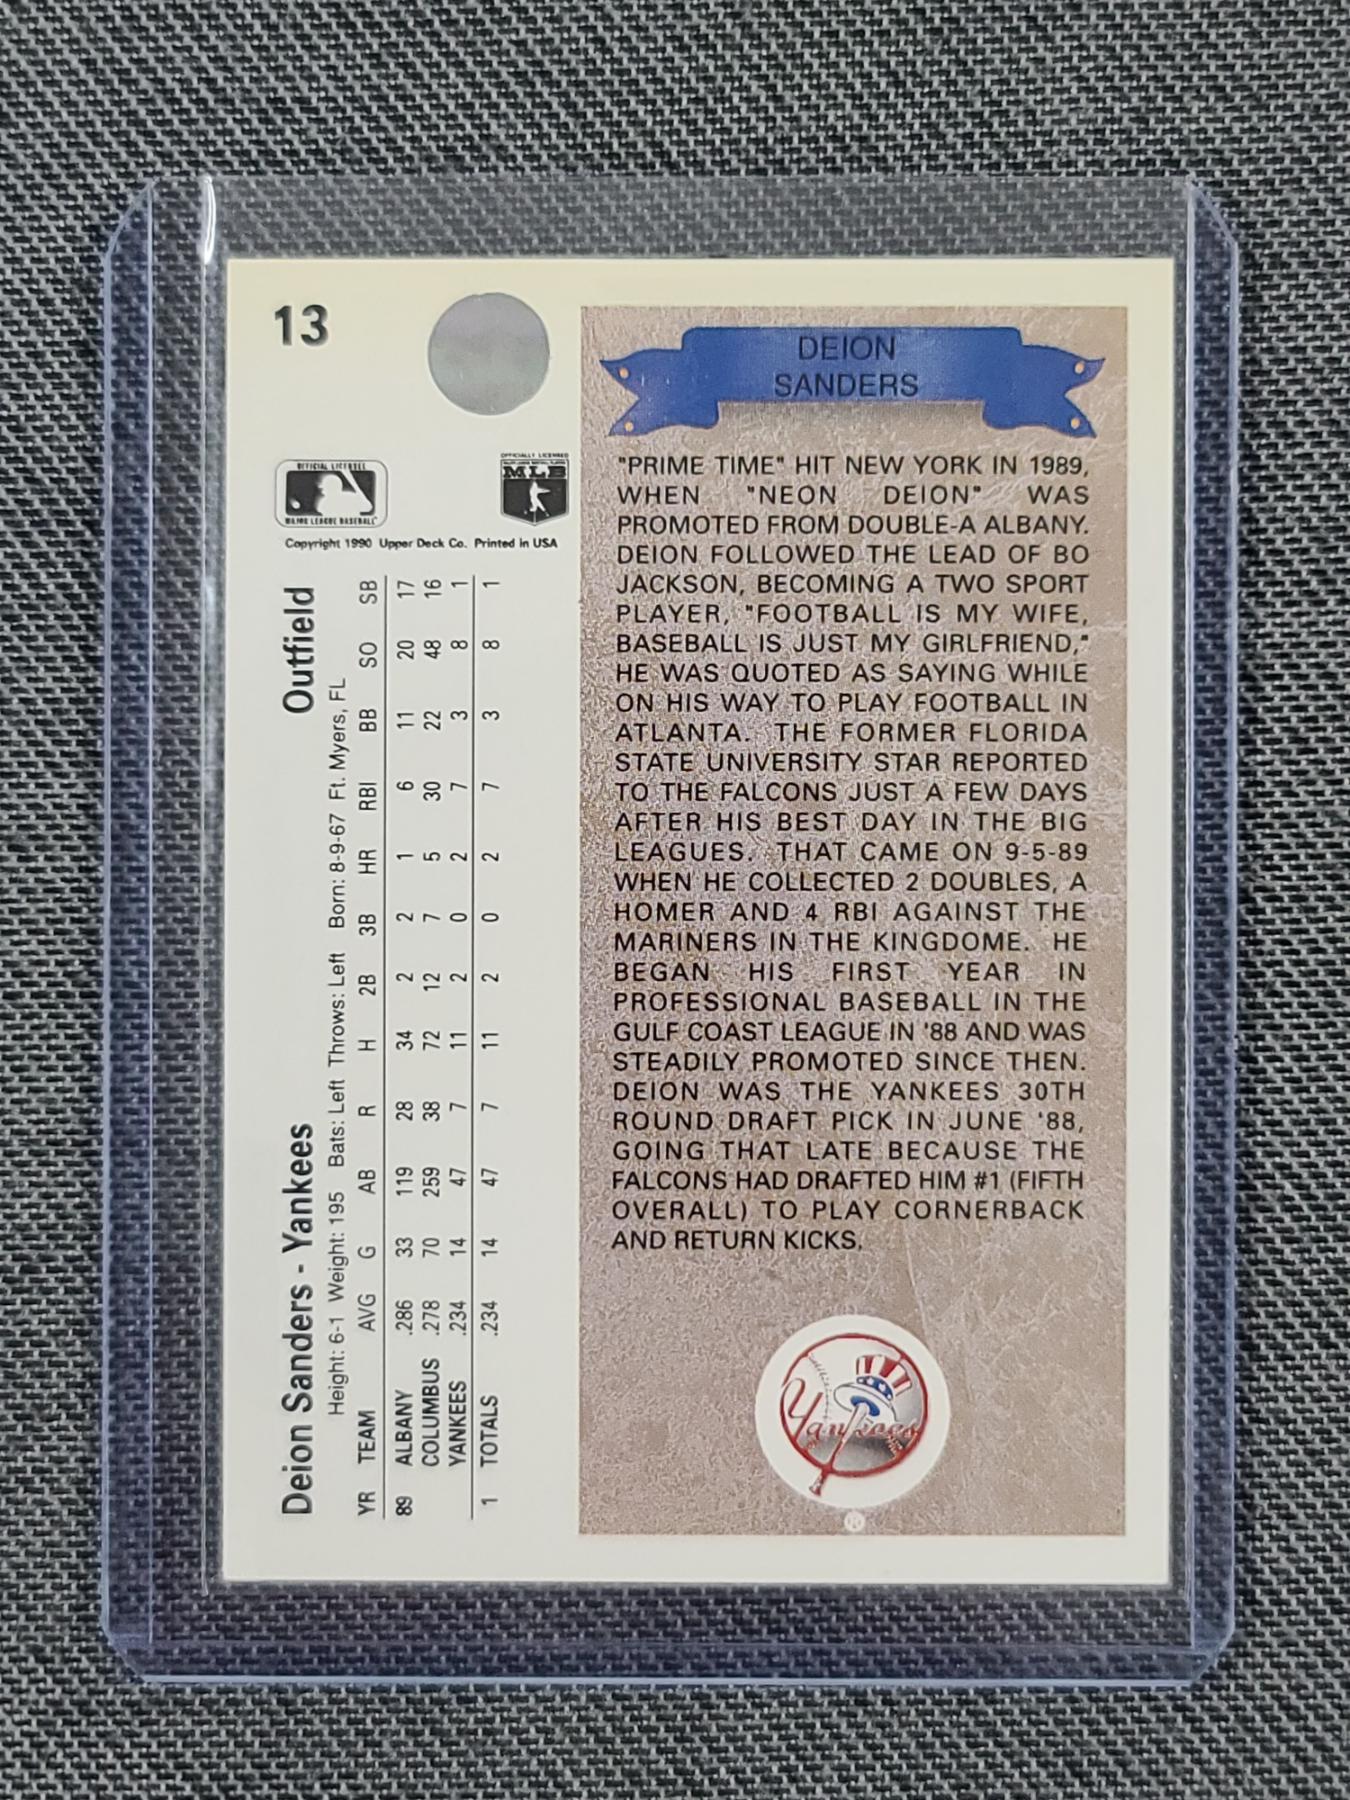 13
OFFICIAL LICENSEE
MAJOR LEAGUE BASEBALL
OFFICIALLY LICENSED
MLB
Copyright 1990 Upper Deck Co. Printed in USA
Deion Sanders - Yankees Outfield
Height: 6-1 Weight: 195 Bats: Left Throws: Left Born: 8-9-67 Ft. Myers, FL
YR TEAM AVG G AB R H 2B 3B HR RBI BB SO SB
89 ALBANY .286 33 119 28 34 2 2 1 6 11 20 17
COLUMBUS .278 70 259 38 72 12 7 5 30 22 48 16
YANKEES .234 14 47 7 11 2 0 2 7 3 8 1
1 TOTALS .234 14 47 7 11 2 0 2 7 3 8 1
DEION
SANDERS
"PRIME TIME" HIT NEW YORK IN 1989,
WHEN "NEON DEION" WAS
PROMOTED FROM DOUBLE-A ALBANY.
DEION FOLLOWED THE LEAD OF BO
JACKSON, BECOMING A TWO SPORT
PLAYER, "FOOTBALL IS MY WIFE,
BASEBALL IS JUST MY GIRLFRIEND,"
HE WAS QUOTED AS SAYING WHILE
ON HIS WAY TO PLAY FOOTBALL IN
ATLANTA. THE FORMER FLORIDA
STATE UNIVERSITY STAR REPORTED
TO THE FALCONS JUST A FEW DAYS
AFTER HIS BEST DAY IN THE BIG
LEAGUES. THAT CAME ON 9-5-89
WHEN HE COLLECTED 2 DOUBLES, A
HOMER AND 4 RBI AGAINST THE
MARINERS IN THE KINGDOME. HE
BEGAN HIS FIRST YEAR IN
PROFESSIONAL BASEBALL IN THE
GULF COAST LEAGUE IN '88 AND WAS
STEADILY PROMOTED SINCE THEN.
DEION WAS THE YANKEES 30TH
ROUND DRAFT PICK IN JUNE '88,
GOING THAT LATE BECAUSE THE
FALCONS HAD DRAFTED HIM #1 (FIFTH
OVERALL) TO PLAY CORNERBACK
AND RETURN KICKS.
Yankees
®